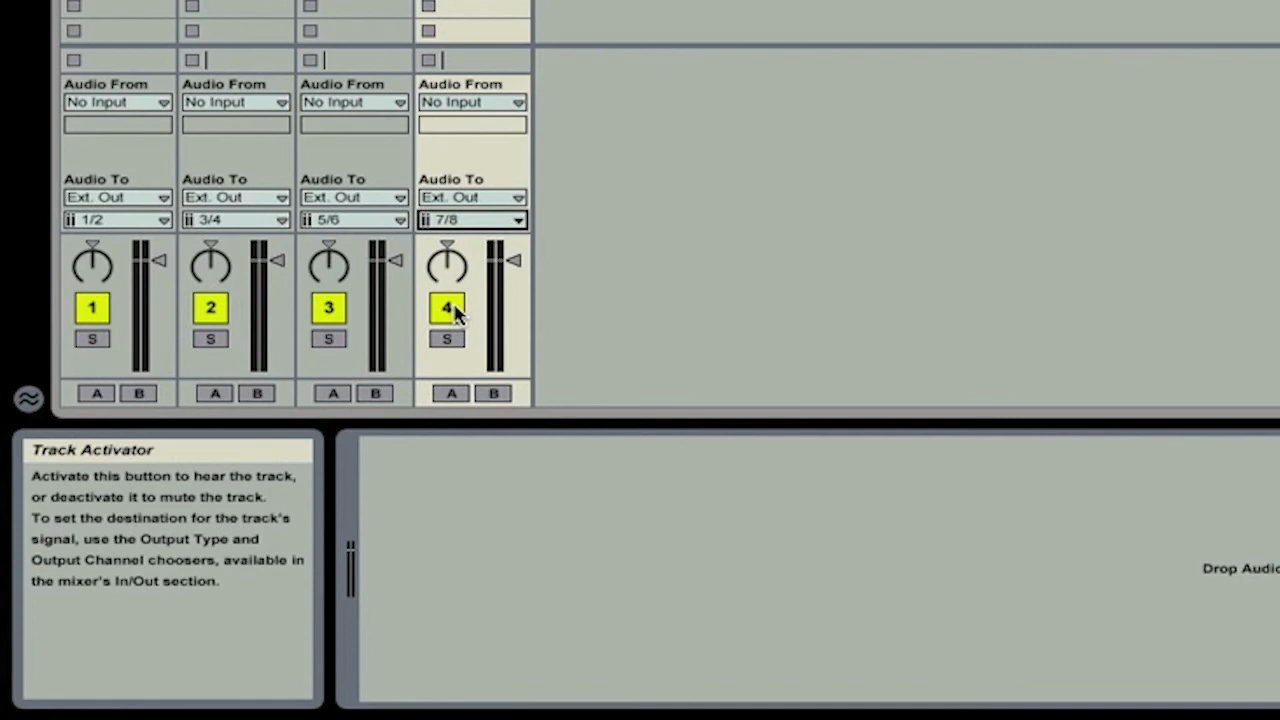 Audio From Audio From Audio From Audio From
No Input No Input No Input No Input
Audio To Audio To Audio To Audio To
Ext. Out Ext. Out Ext. Out Ext. Out
1/2 3/4 5/6 7/8
1 2 3 4
S S S S
A B A B A B A B
Track Activator
Activate this button to hear the track,
or deactivate it to mute the track.
To set the destination for the track's
signal, use the Output Type and
Output Channel choosers, available in
the mixer's In/Out section.
Drop Audio